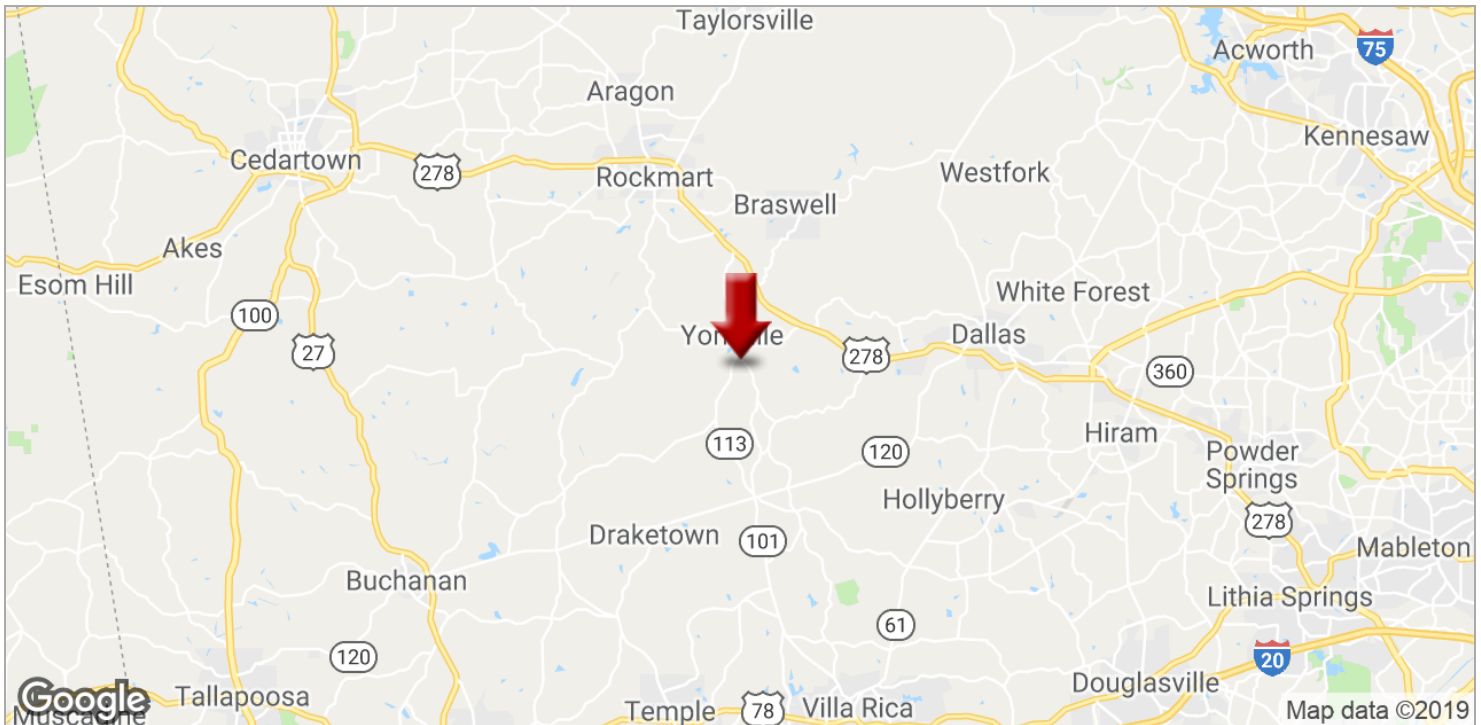 Taylorsville
75
Acworth
Aragon
Kennesaw
Cedartown
278
Rockmart
Westfork
Braswell
Akes
Esom Hill
White Forest
100
27
Dallas
278
360
113
120
Hiram
Powder
Springs
Hollyberry
278
Draketown
101
Mableton
Buchanan
Lithia Springs
61
120
20
Tallapoosa
Douglasville
Google
Temple
78
Villa Rica
Map data ©2019